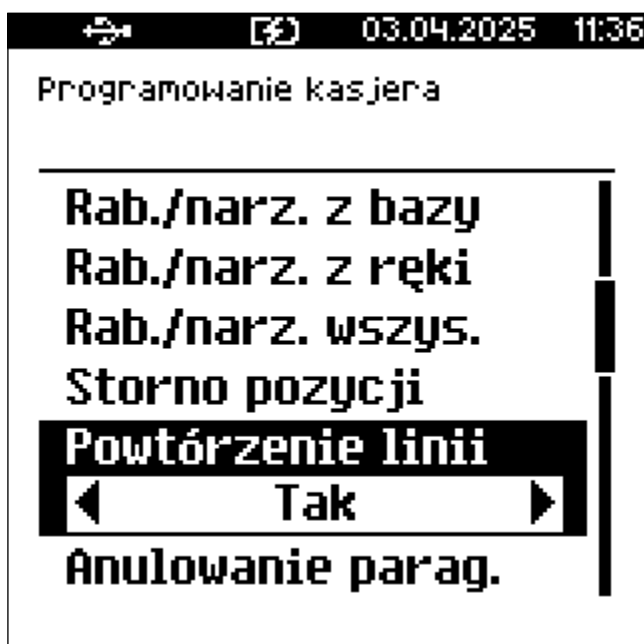 03.04.2025 11:36
Programowanie kasjera
Rab./narz. z bazy
Rab./narz. z ręki
Rab./narz. wszys.
Storno pozycji
Powtórzenie linii
Tak
Anulowanie parag.